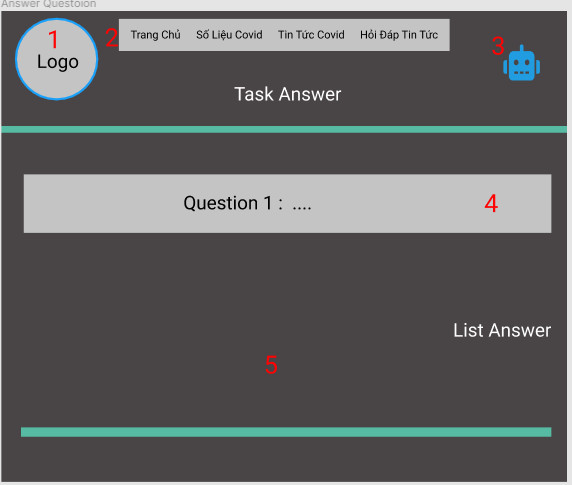 Answer Question
1
Logo
2
Trang Chủ Số Liệu Covid Tin Tức Covid Hỏi Đáp Tin Tức
3
Task Answer
Question 1 : ....
4
List Answer
5